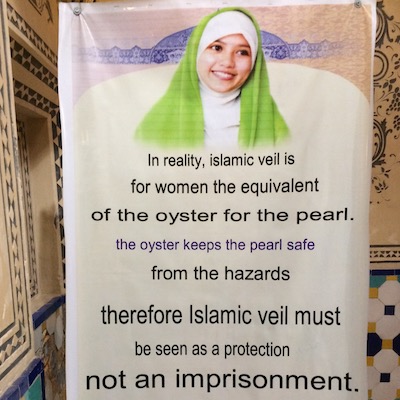 In reality, islamic veil is
for women the equivalent
of the oyster for the pearl.
the oyster keeps the pearl safe
from the hazards
therefore Islamic veil must
be seen as a protection
not an imprisonment.